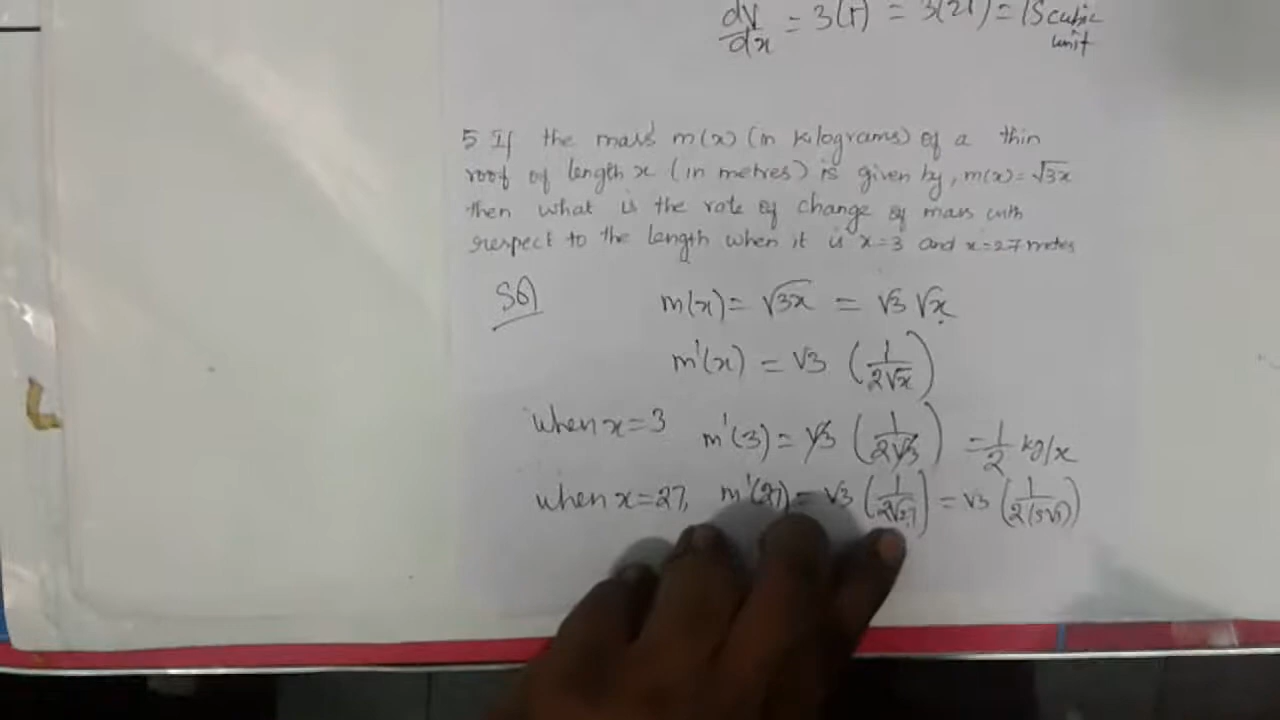 dV/dx = 3(r) = 3(21) = 15 cubic
unit
5 If the mass m(x) (in kilograms) of a thin
roof of length x (in metres) is given by, m(x) = √3x
then what is the rate of change of mass with
respect to the length when it is x=3 and x=27 metres
Sol
m(x) = √3x = √3 √x
m'(x) = √3 (1/2√x)
when x=3 m'(3) = √3 (1/2√3) = 1/2 kg/x
when x=27, m'(27) = √3 (1/2√27) = √3 (1/2(3√3))